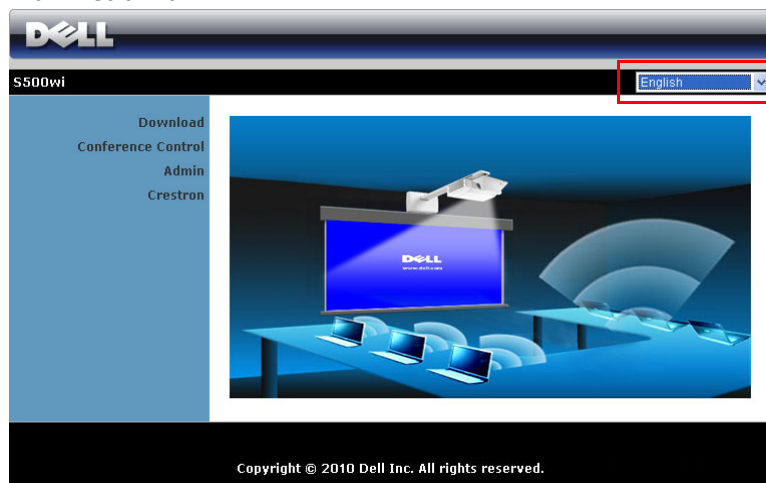 DELL
S500wi
English
Download
Conference Control
Admin
Crestron
DELL
www.dell.com
Copyright © 2010 Dell Inc. All rights reserved.